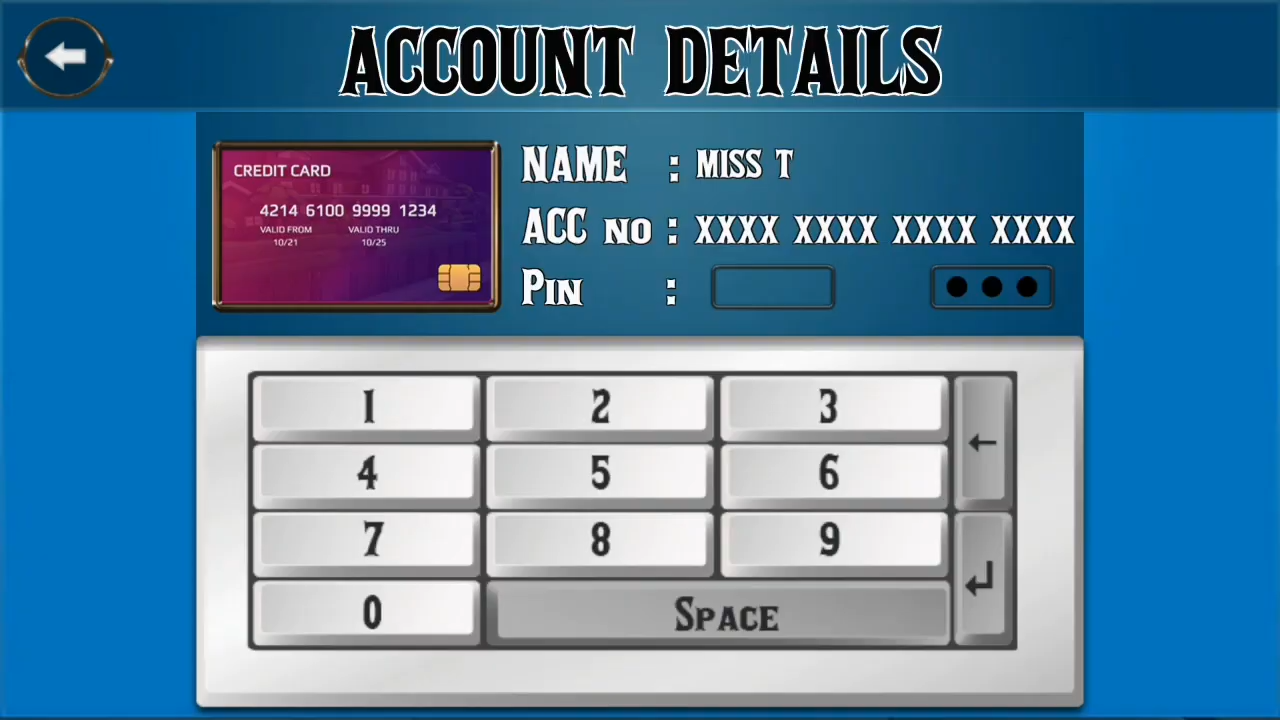 ACCOUNT DETAILS
CREDIT CARD
4214 6100 9999 1234
VALID FROM VALID THRU
10/21 10/25
NAME : MISS T
ACC NO : XXXX XXXX XXXX XXXX
PIN :
1 2 3
4 5 6
7 8 9
0 SPACE